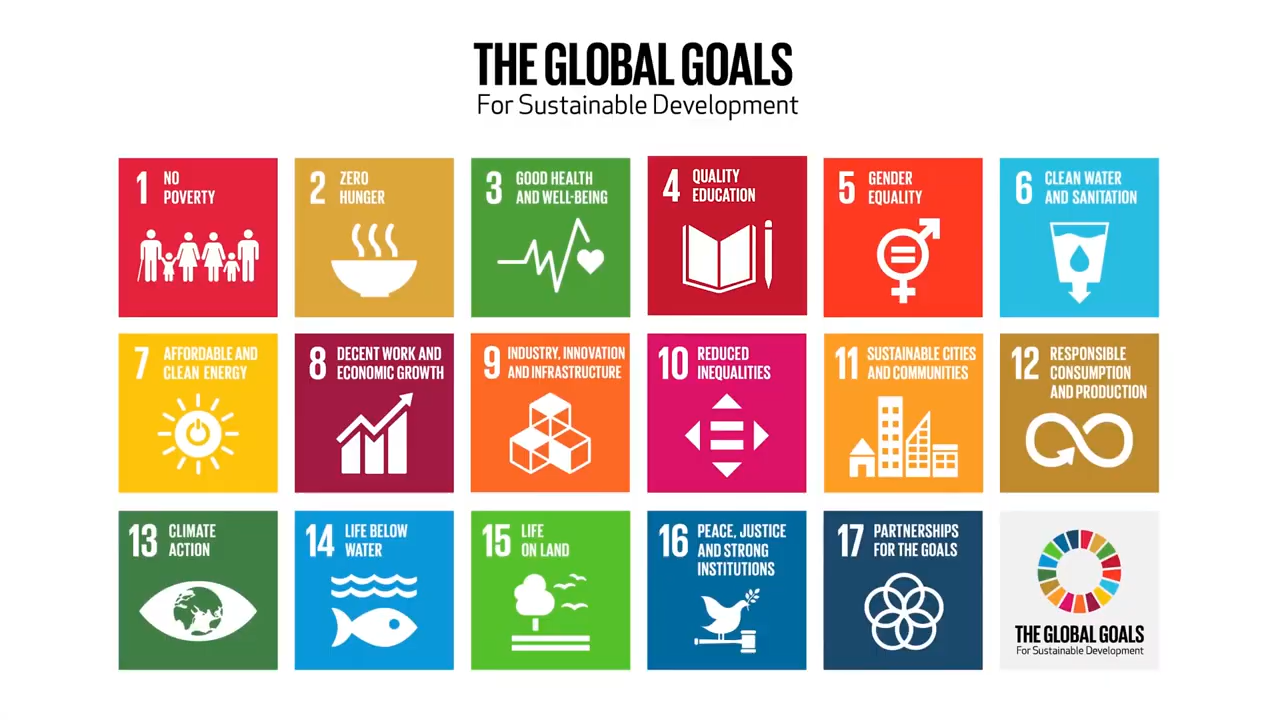 THE GLOBAL GOALS
For Sustainable Development
1 NO
POVERTY
2 ZERO
HUNGER
3 GOOD HEALTH
AND WELL-BEING
4 QUALITY
EDUCATION
5 GENDER
EQUALITY
6 CLEAN WATER
AND SANITATION
7 AFFORDABLE AND
CLEAN ENERGY
8 DECENT WORK AND
ECONOMIC GROWTH
9 INDUSTRY, INNOVATION
AND INFRASTRUCTURE
10 REDUCED
INEQUALITIES
11 SUSTAINABLE CITIES
AND COMMUNITIES
12 RESPONSIBLE
CONSUMPTION
AND PRODUCTION
13 CLIMATE
ACTION
14 LIFE BELOW
WATER
15 LIFE
ON LAND
16 PEACE, JUSTICE
AND STRONG
INSTITUTIONS
17 PARTNERSHIPS
FOR THE GOALS
THE GLOBAL GOALS
For Sustainable Development